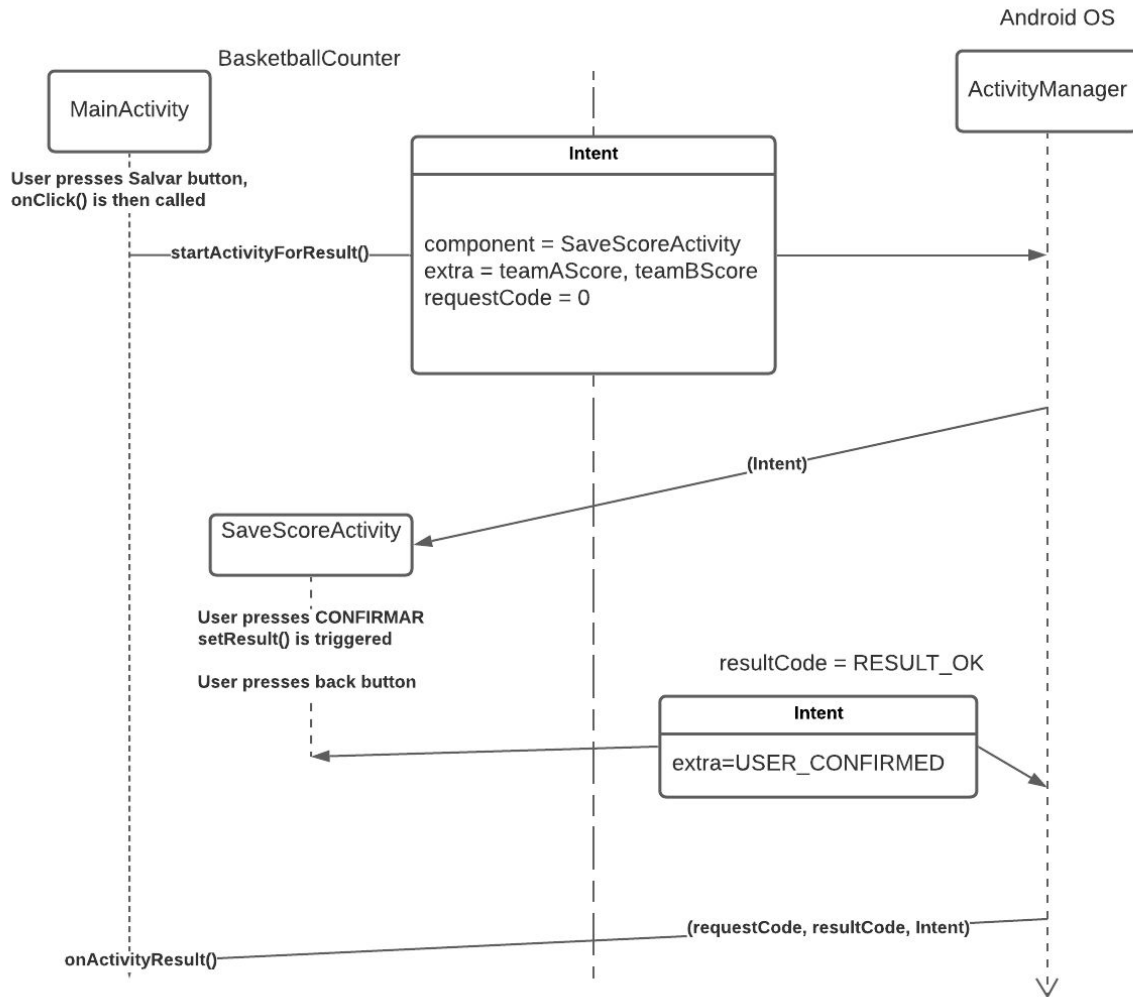 Android OS
BasketballCounter
MainActivity
ActivityManager
User presses Salvar button,
onClick() is then called
Intent
startActivityForResult()
component = SaveScoreActivity
extra = teamAScore, teamBScore
requestCode = 0
(Intent)
SaveScoreActivity
User presses CONFIRMAR
setResult() is triggered
User presses back button
resultCode = RESULT_OK
Intent
extra=USER_CONFIRMED
(requestCode, resultCode, Intent)
onActivityResult()